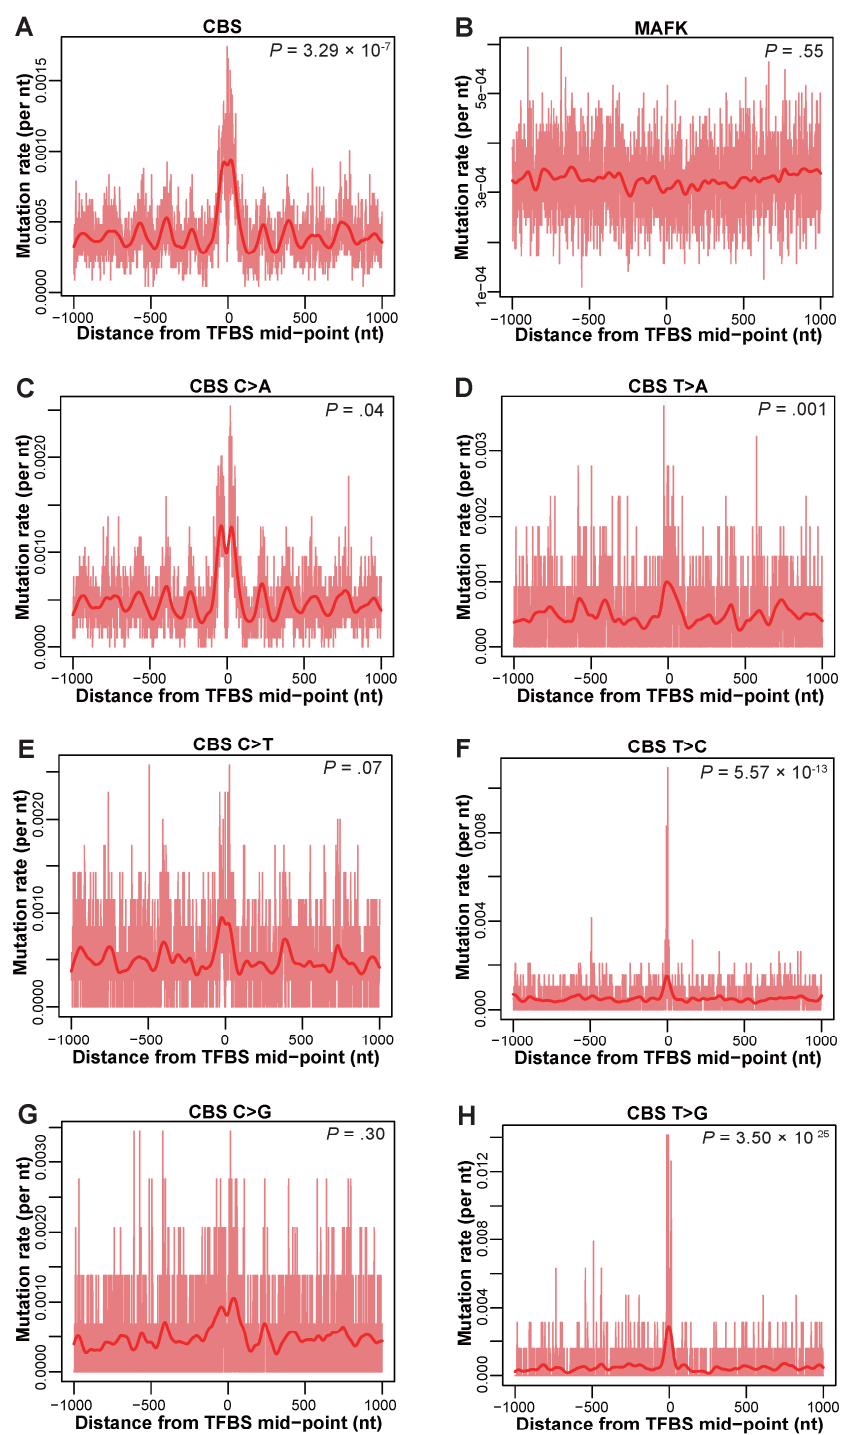 A
CBS
P = 3.29 × 10-7
Mutation rate (per nt)
0.0015
0.0010
0.0005
0.0000
−1000 −500 0 500 1000
Distance from TFBS mid−point (nt)
B
MAFK
P = .55
Mutation rate (per nt)
5e−04
3e−04
1e−04
−1000 −500 0 500 1000
Distance from TFBS mid−point (nt)
C
CBS C>A
P = .04
Mutation rate (per nt)
0.0020
0.0010
0.0000
−1000 −500 0 500 1000
Distance from TFBS mid−point (nt)
D
CBS T>A
P = .001
Mutation rate (per nt)
0.003
0.002
0.001
0.000
−1000 −500 0 500 1000
Distance from TFBS mid−point (nt)
E
CBS C>T
P = .07
Mutation rate (per nt)
0.0020
0.0010
0.0000
−1000 −500 0 500 1000
Distance from TFBS mid−point (nt)
F
CBS T>C
P = 5.57 × 10-13
Mutation rate (per nt)
0.008
0.004
0.000
−1000 −500 0 500 1000
Distance from TFBS mid−point (nt)
G
CBS C>G
P = .30
Mutation rate (per nt)
0.0030
0.0020
0.0010
0.0000
−1000 −500 0 500 1000
Distance from TFBS mid−point (nt)
H
CBS T>G
P = 3.50 × 10 25
Mutation rate (per nt)
0.012
0.008
0.004
0.000
−1000 −500 0 500 1000
Distance from TFBS mid−point (nt)